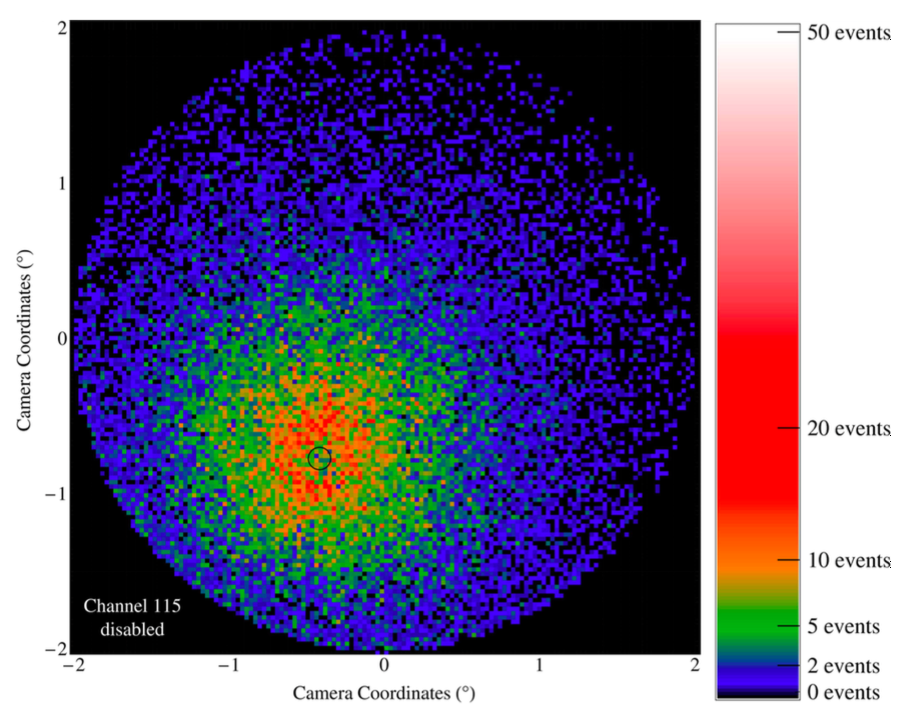 2
1
0
−1
−2
−2
−1
0
1
2
Camera Coordinates (°)
Camera Coordinates (°)
Channel 115
disabled
50 events
20 events
10 events
5 events
2 events
0 events